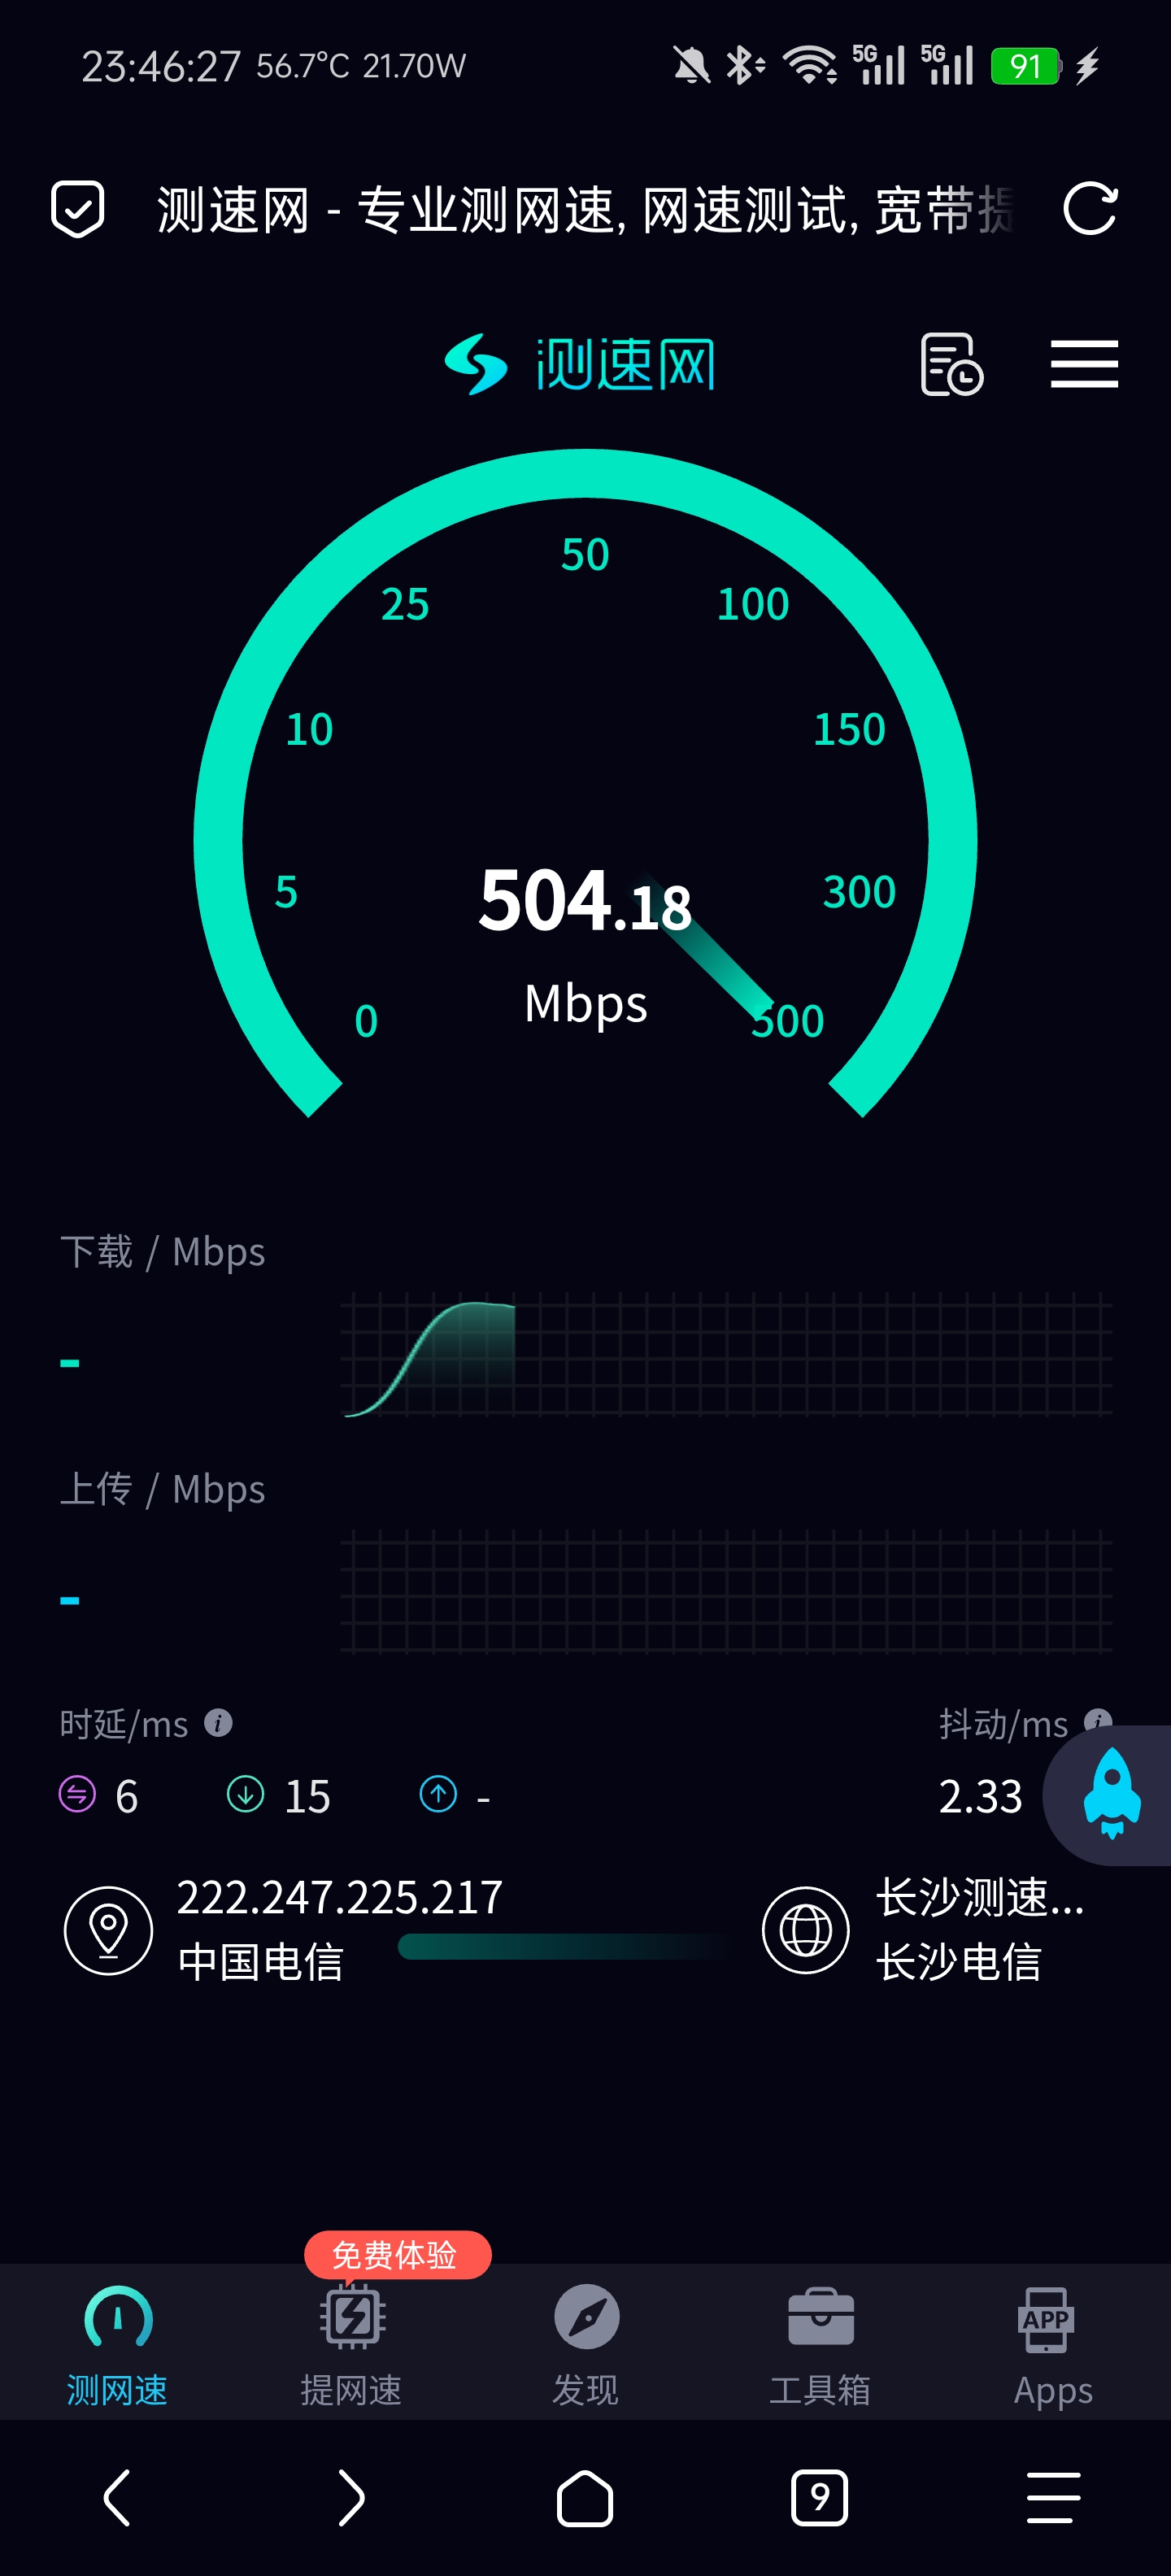 23:46:27 56.7°C 21.70W 5G 5G 91
测速网 - 专业测网速, 网速测试, 宽带提
测速网
50
25 100
10 150
5 300
504.18
Mbps
0 500
下载 / Mbps
-
上传 / Mbps
-
时延/ms 抖动/ms
6 15 - 2.33
222.247.225.217 长沙测速...
中国电信 长沙电信
免费体验
APP
测网速 提网速 发现 工具箱 Apps
9